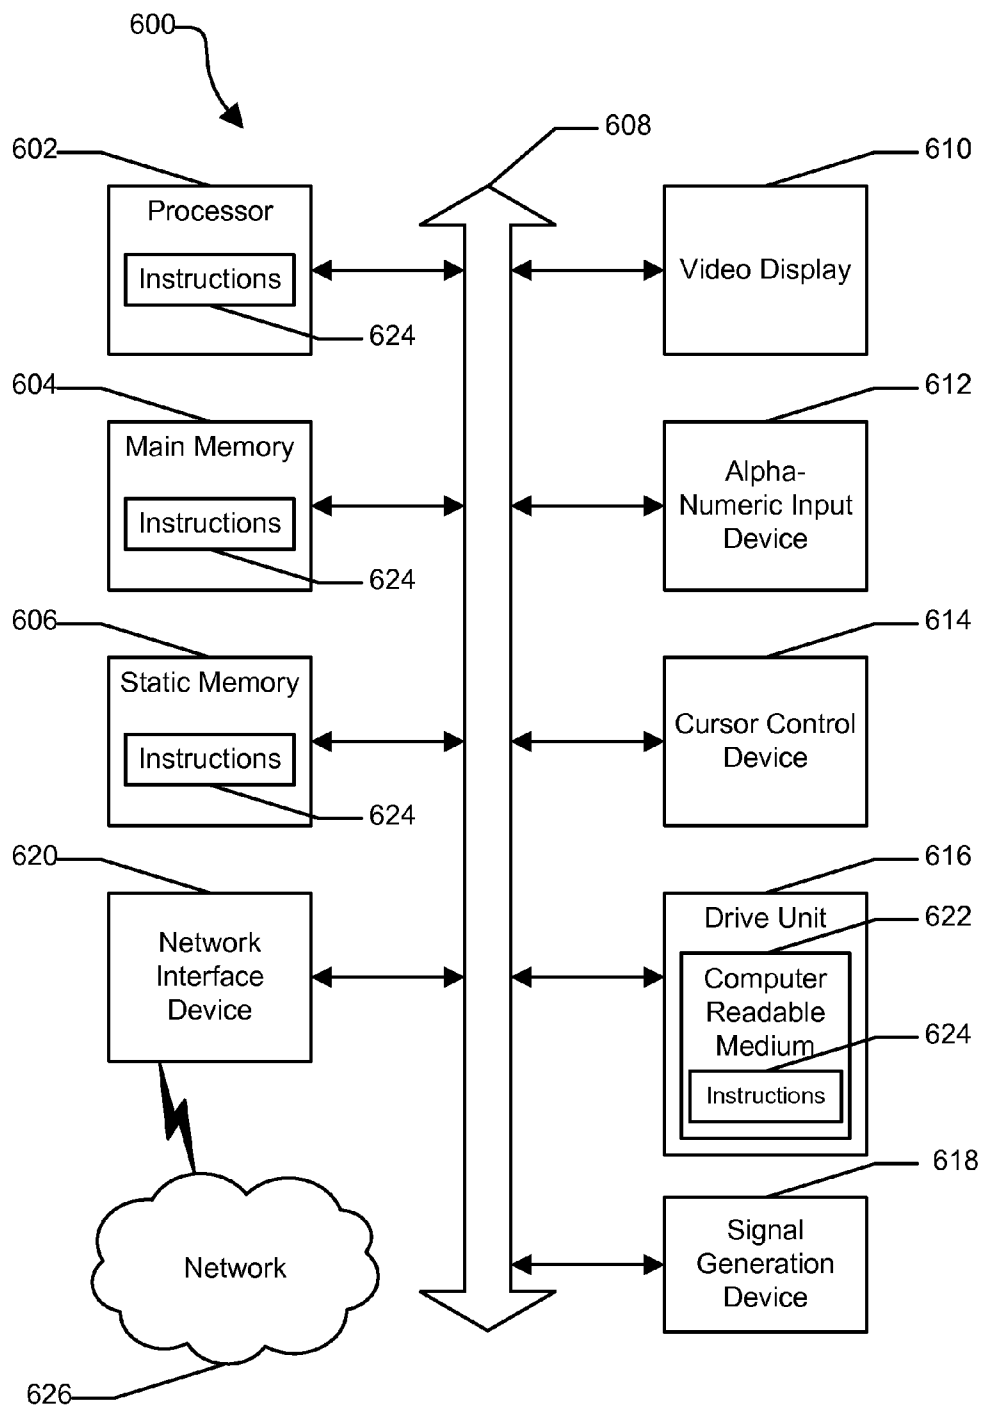 600
608
602
Processor
Instructions
624
610
Video Display
604
Main Memory
Instructions
624
612
Alpha-
Numeric Input
Device
606
Static Memory
Instructions
624
614
Cursor Control
Device
620
Network
Interface
Device
616
Drive Unit
622
Computer
Readable
Medium
624
Instructions
618
Signal
Generation
Device
Network
626